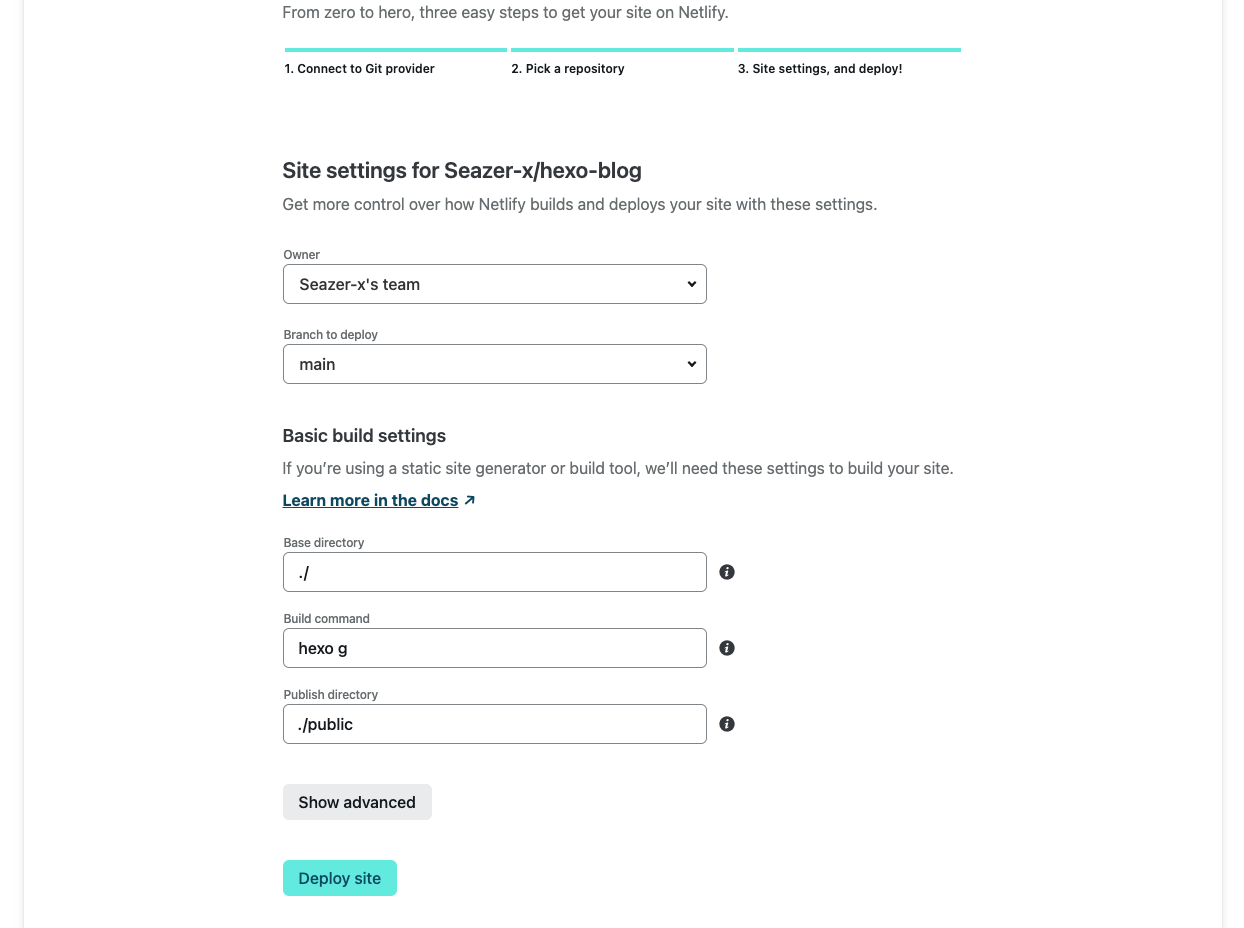 From zero to hero, three easy steps to get your site on Netlify.
1. Connect to Git provider
2. Pick a repository
3. Site settings, and deploy!
Site settings for Seazer-x/hexo-blog
Get more control over how Netlify builds and deploys your site with these settings.
Owner
Seazer-x's team
Branch to deploy
main
Basic build settings
If you’re using a static site generator or build tool, we’ll need these settings to build your site.
Learn more in the docs
Base directory
./
Build command
hexo g
Publish directory
./public
Show advanced
Deploy site